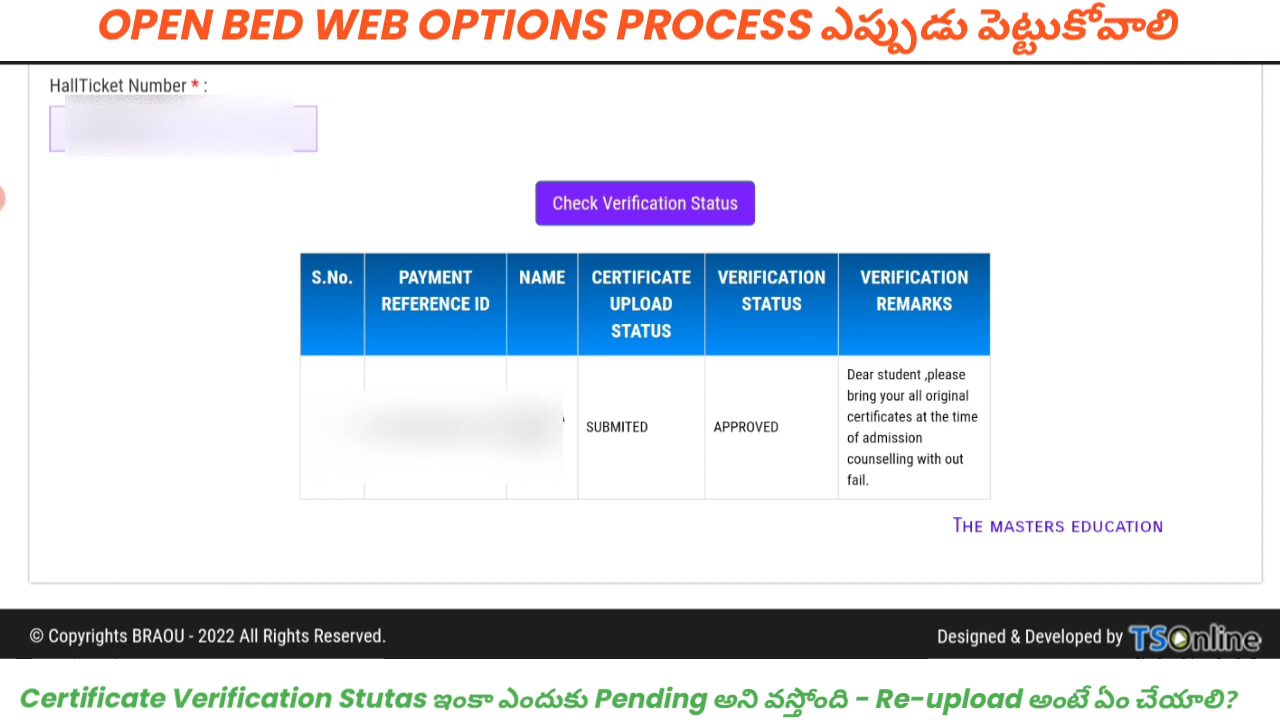 OPEN BED WEB OPTIONS PROCESS ఎప్పుడు పెట్టుకోవాలి
HallTicket Number * :
Check Verification Status
S.No.
PAYMENT
REFERENCE ID
NAME
CERTIFICATE
UPLOAD
STATUS
VERIFICATION
STATUS
VERIFICATION
REMARKS
SUBMITED
APPROVED
Dear student ,please
bring your all original
certificates at the time
of admission
counselling with out
fail.
THE MASTERS EDUCATION
© Copyrights BRAOU - 2022 All Rights Reserved.
Designed & Developed by TSOnline
Certificate Verification Stutas ఇంకా ఎందుకు Pending అని వస్తోంది - Re-upload అంటే ఏం చేయాలి?